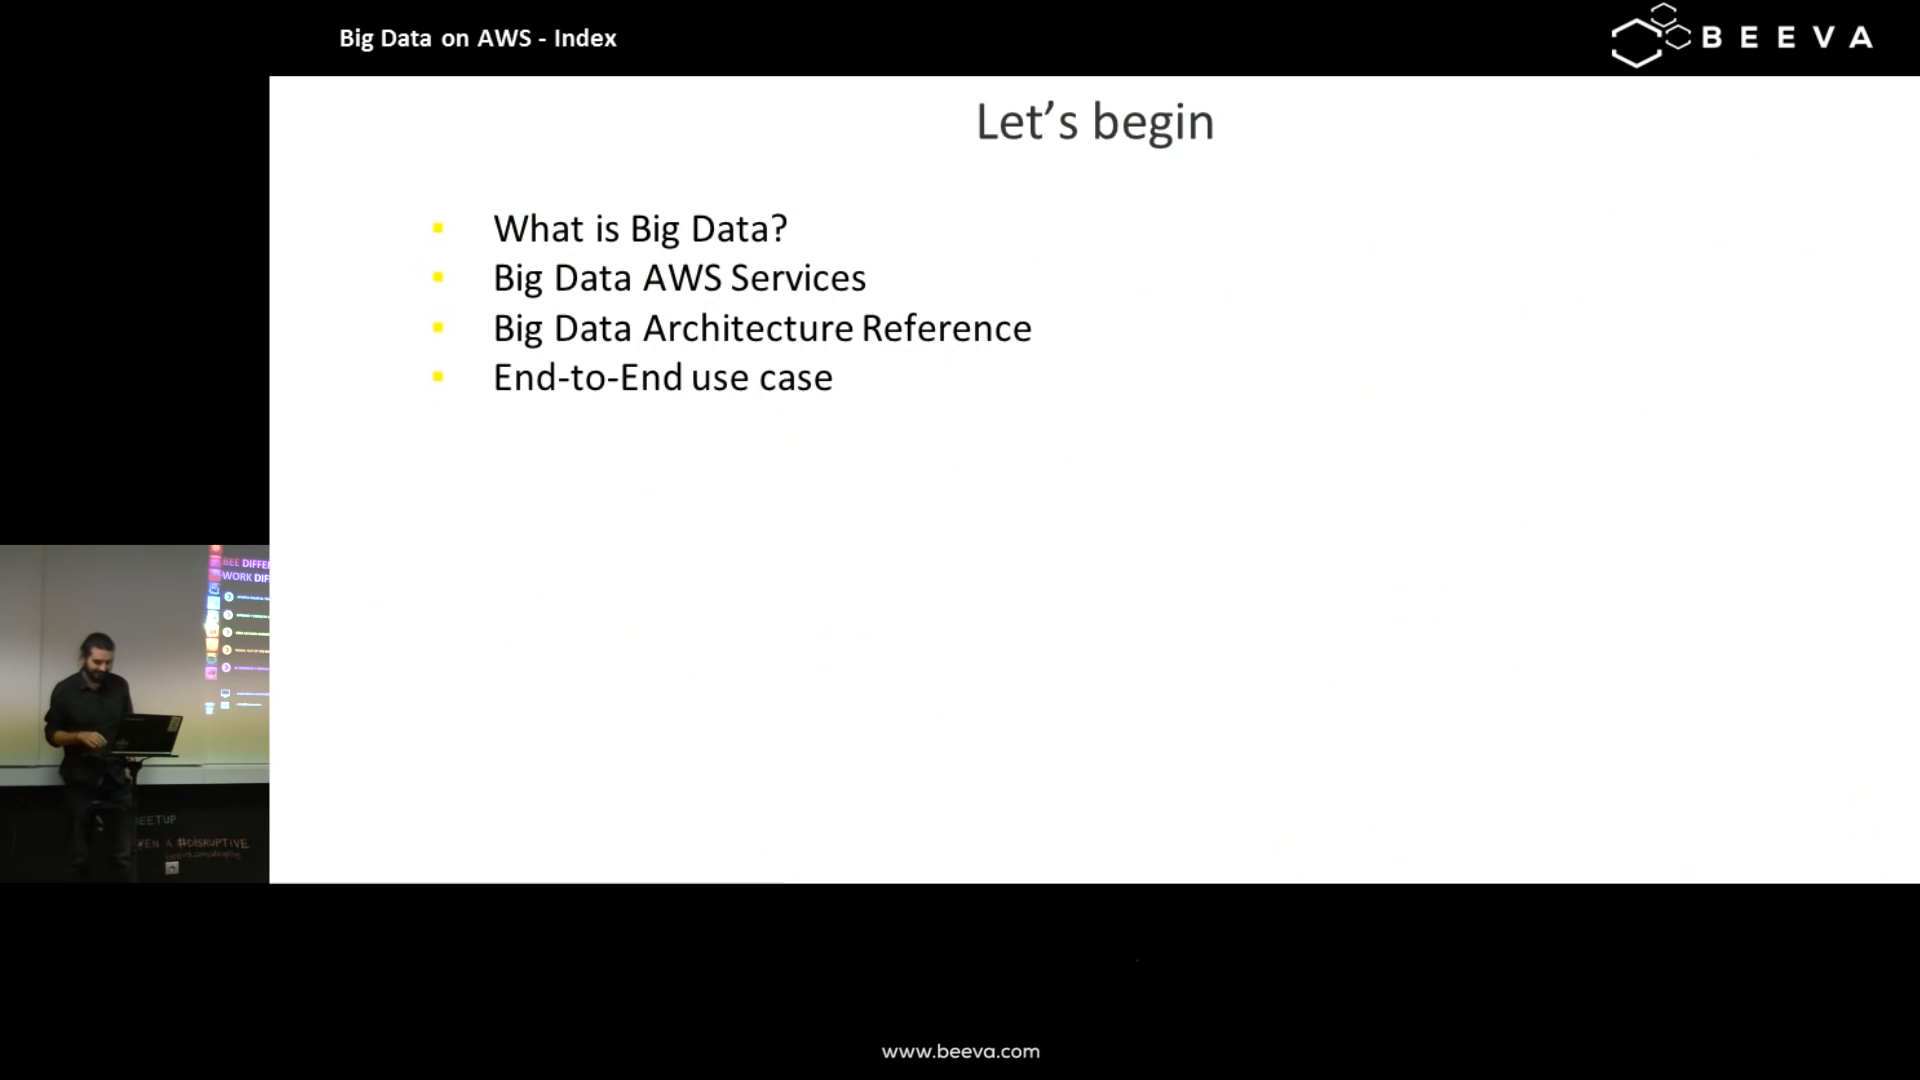 Big Data on AWS - Index
BEEVA
Let's begin
What is Big Data?
Big Data AWS Services
Big Data Architecture Reference
End-to-End use case
BEE DIFFE
WORK DIF
EETUP
EN A #DISRUPTIVE
www.beeva.com